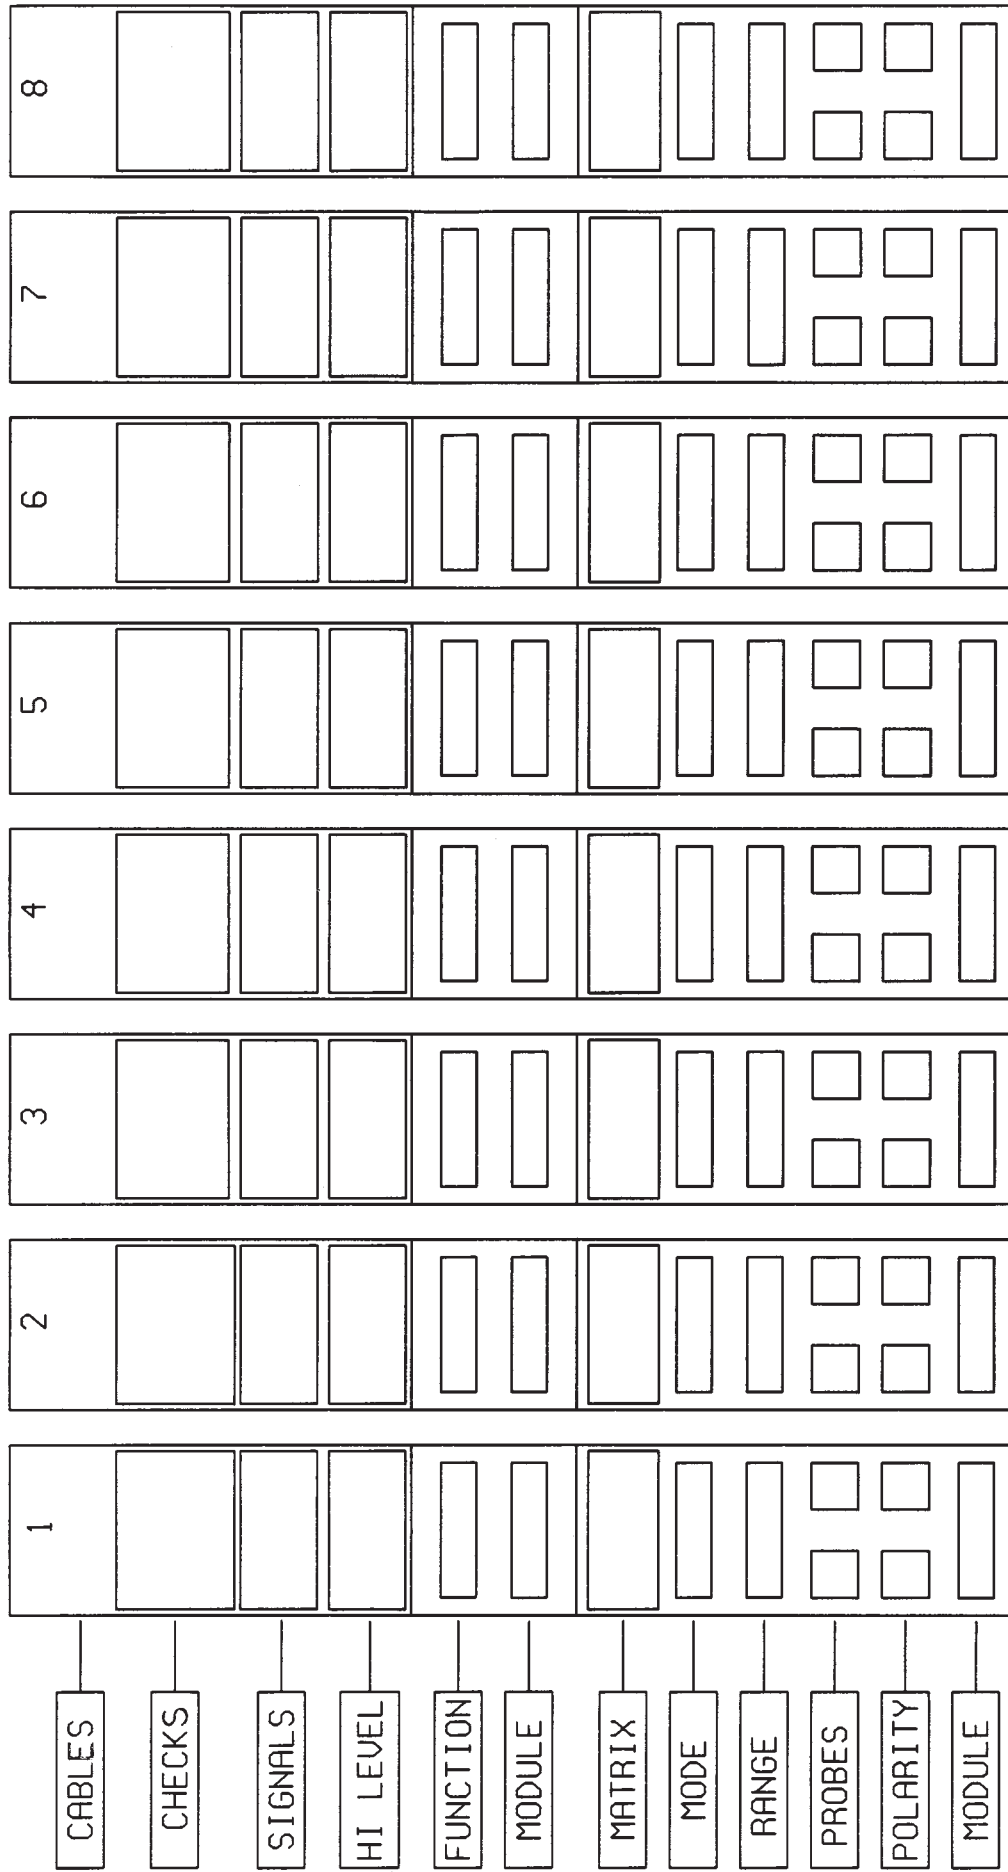 CABLES
CHECKS
SIGNALS
HI LEVEL
FUNCTION
MODULE
MATRIX
MODE
RANGE
PROBES
POLARITY
MODULE
1
2
3
4
5
6
7
8